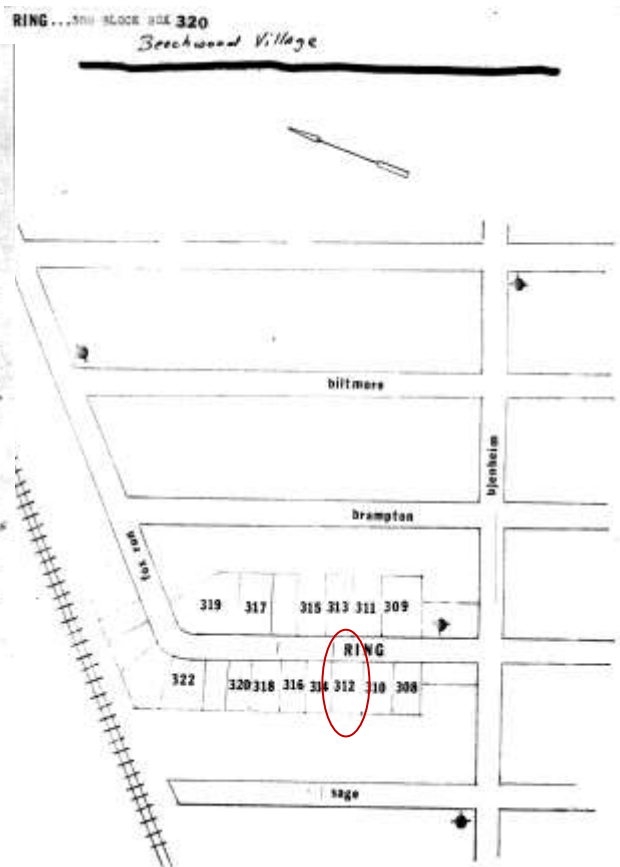 RING...300 BLOCK BOX 320
Beechwood Village
biltmore
blenheim
brampton
fox run
319 317 315 313 311 309
RING
322 320 318 316 314 312 310 308
sage